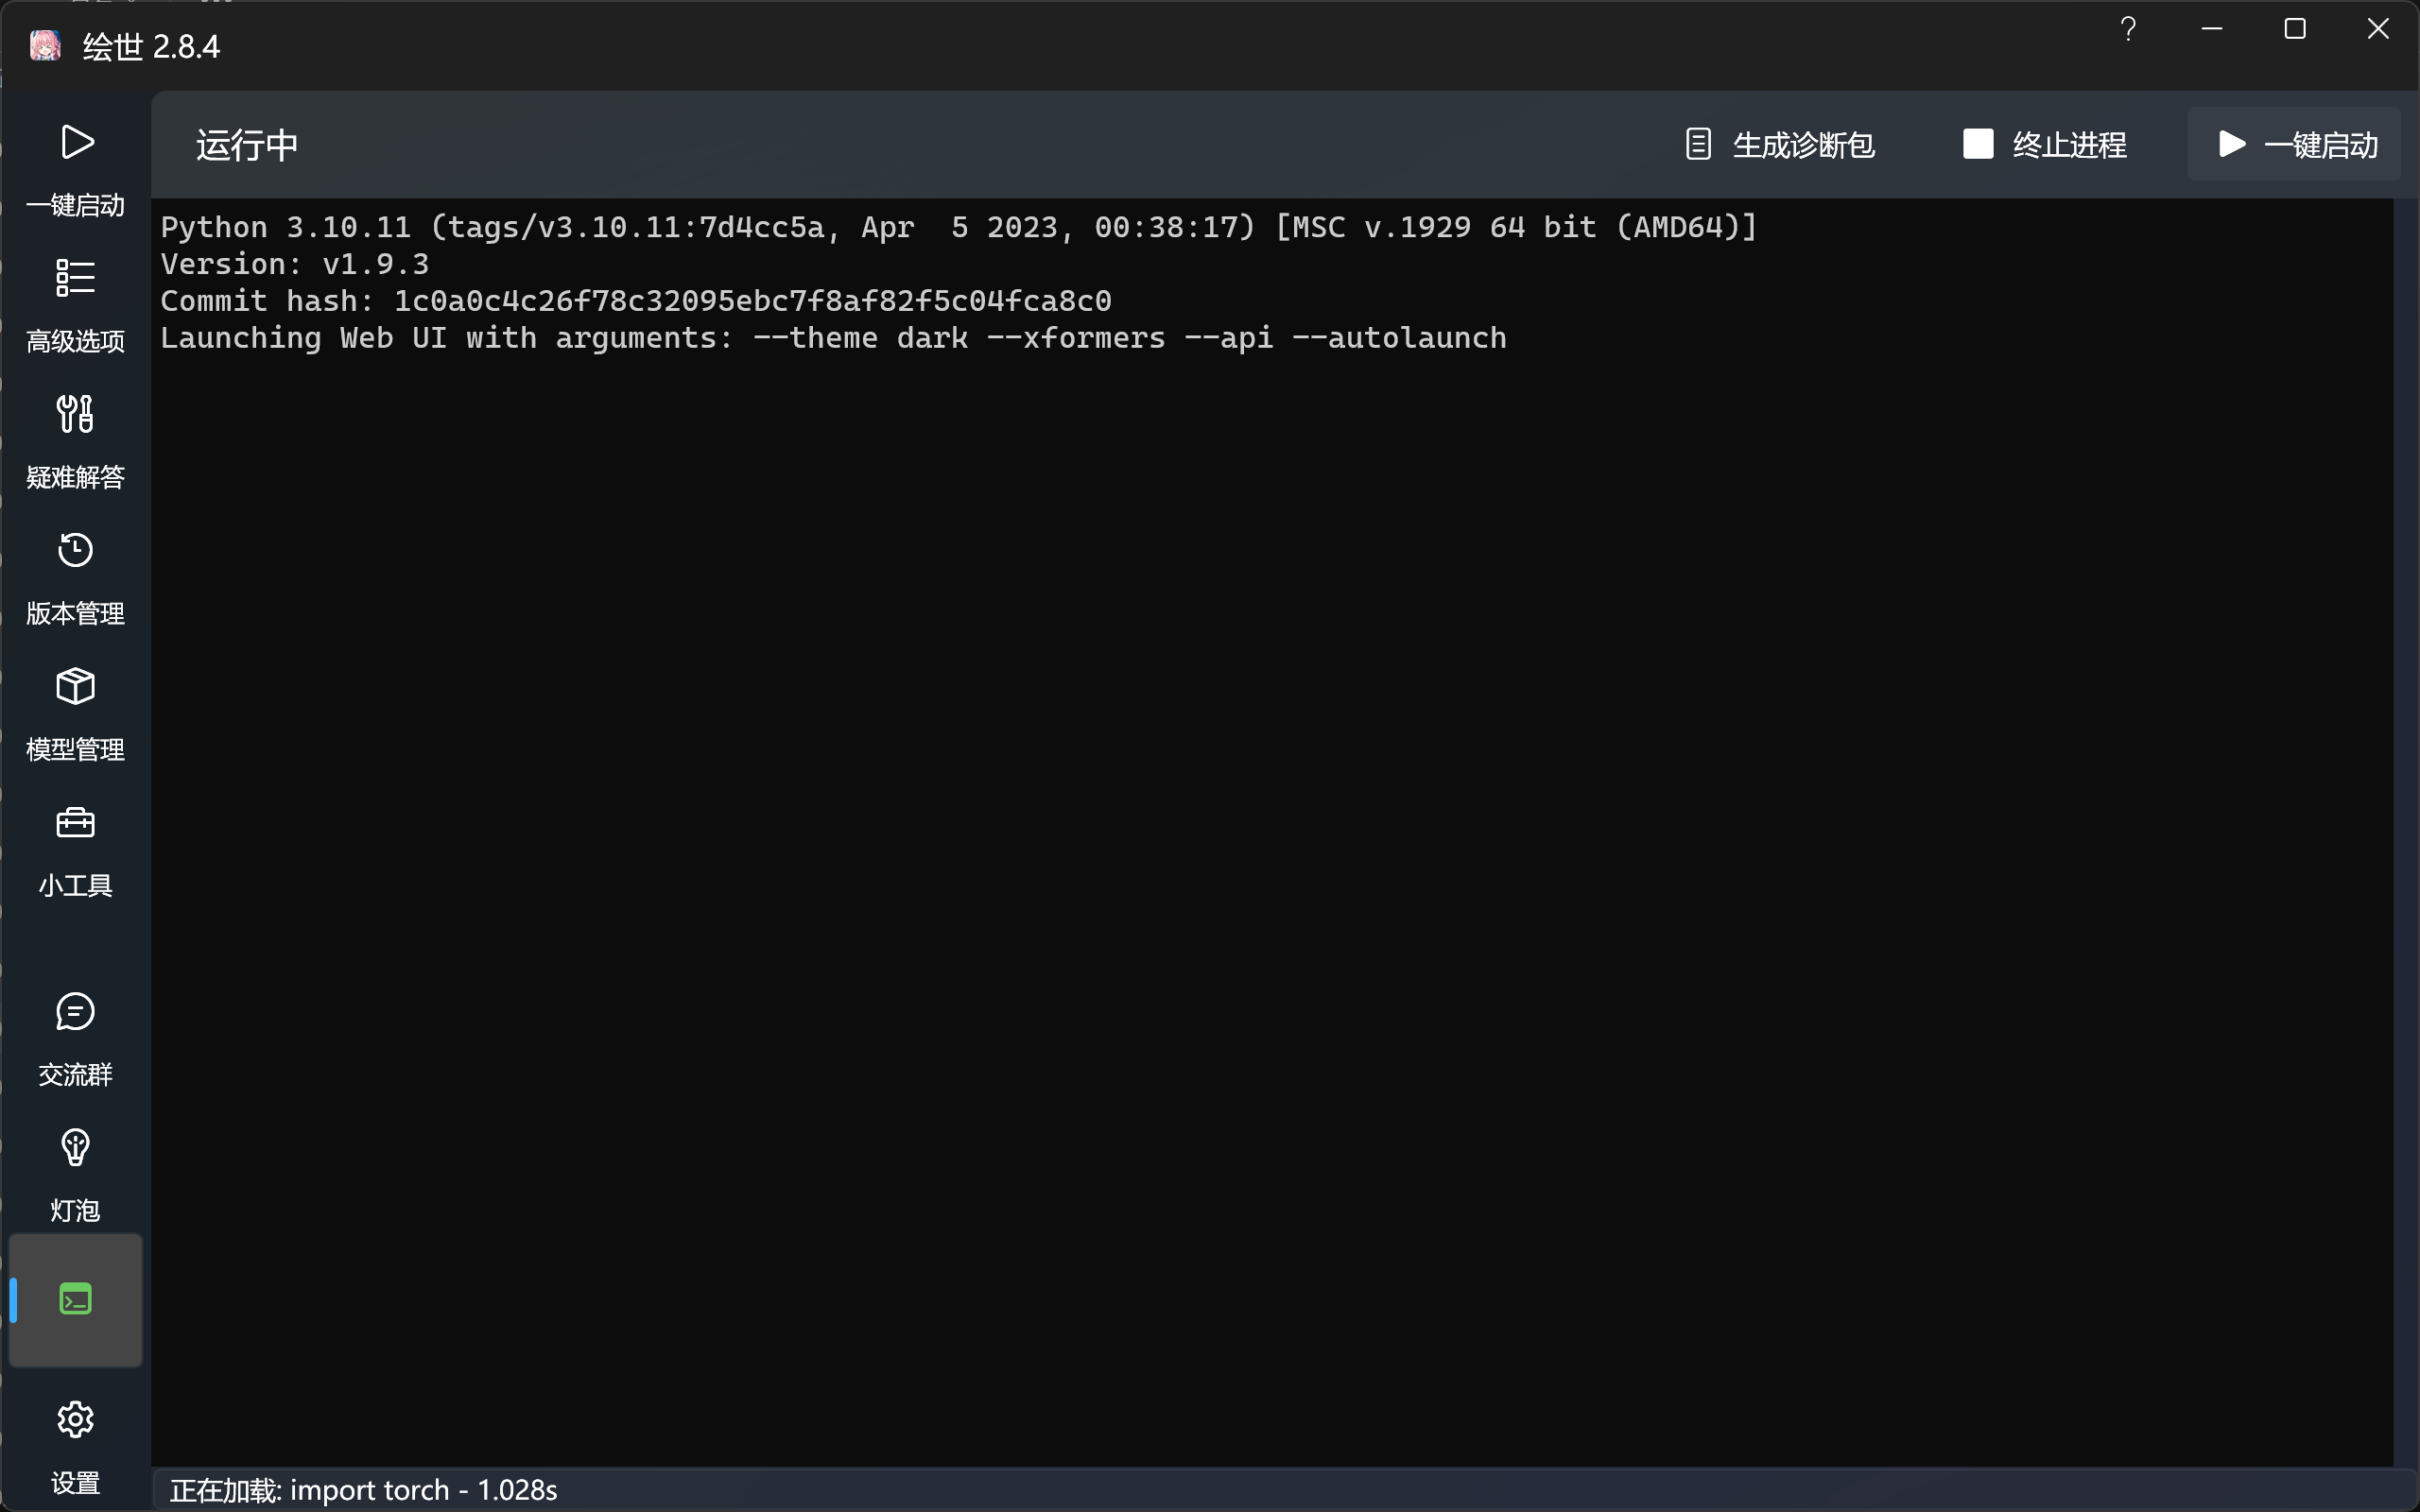 绘世 2.8.4
运行中
生成诊断包
终止进程
一键启动
一键启动
高级选项
疑难解答
版本管理
模型管理
小工具
交流群
灯泡
设置
Python 3.10.11 (tags/v3.10.11:7d4cc5a, Apr  5 2023, 00:38:17) [MSC v.1929 64 bit (AMD64)]
Version: v1.9.3
Commit hash: 1c0a0c4c26f78c32095ebc7f8af82f5c04fca8c0
Launching Web UI with arguments: --theme dark --xformers --api --autolaunch
正在加载: import torch - 1.028s